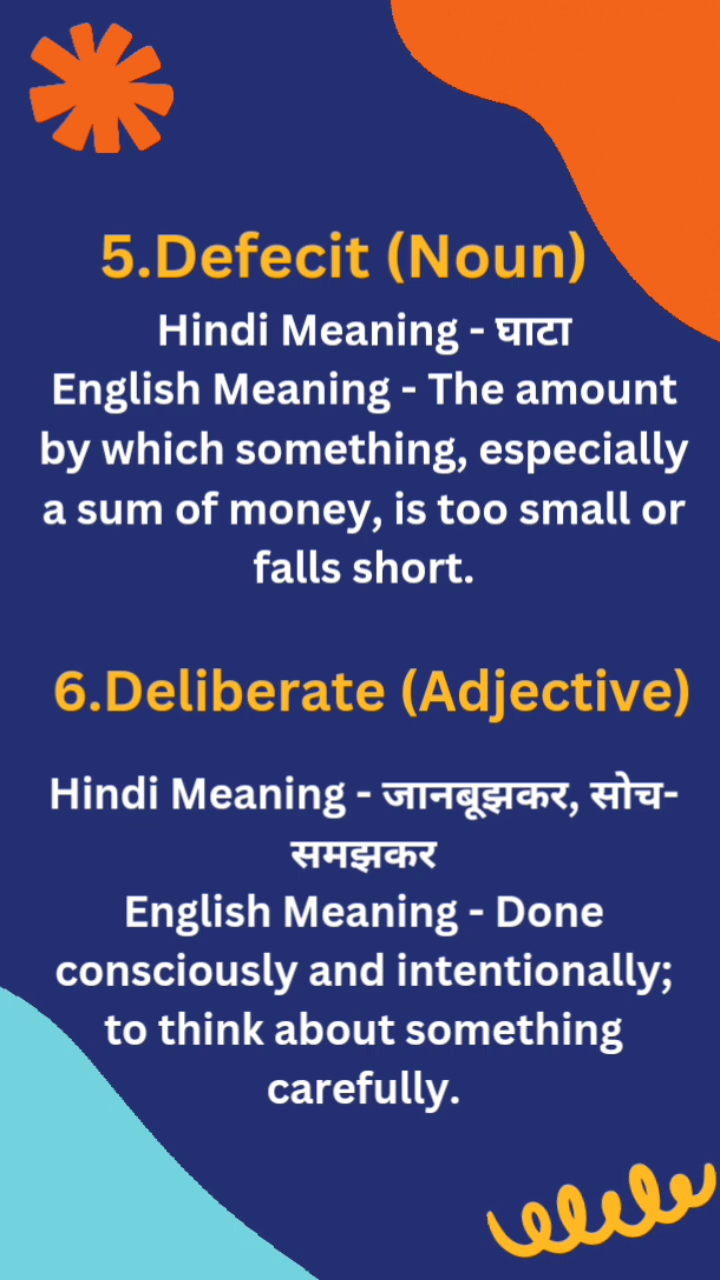 5.Defecit (Noun)
Hindi Meaning - घाटा
English Meaning - The amount
by which something, especially
a sum of money, is too small or
falls short.
6.Deliberate (Adjective)
Hindi Meaning - जानबूझकर, सोच-
समझकर
English Meaning - Done
consciously and intentionally;
to think about something
carefully.